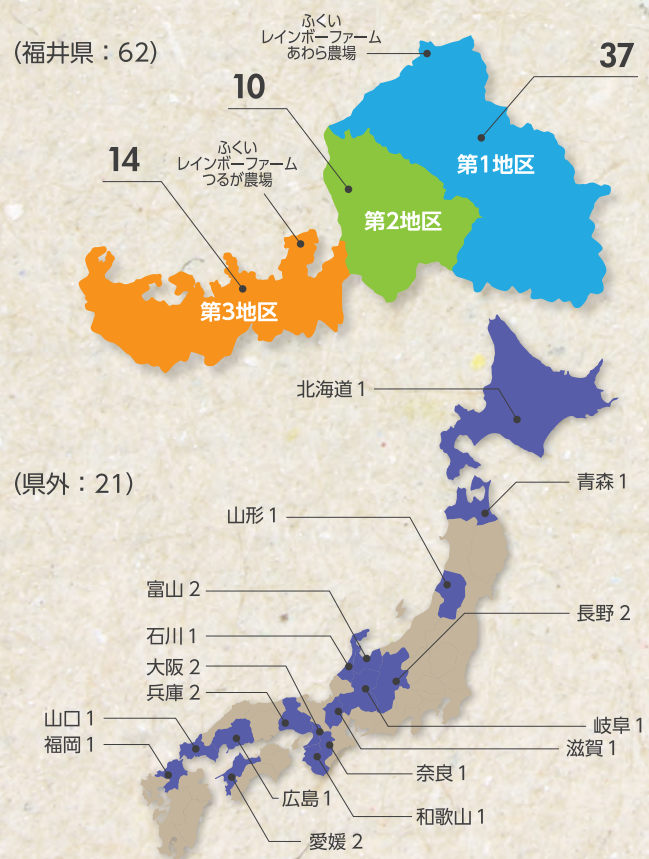 (福井県：62)
ふくい
レインボーファーム
あわら農場
37
10
14
ふくい
レインボーファーム
つるが農場
第1地区
第2地区
第3地区
北海道 1
(県外：21)
青森 1
山形 1
富山 2
長野 2
石川 1
大阪 2
兵庫 2
山口 1
岐阜 1
福岡 1
滋賀 1
奈良 1
広島 1
和歌山 1
愛媛 2